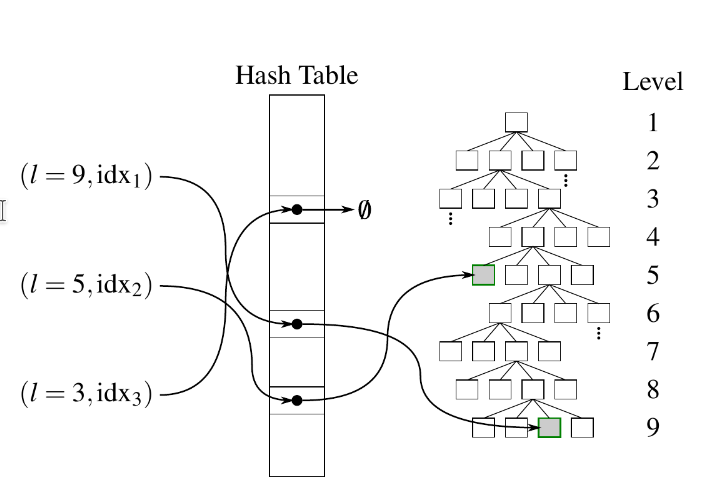 Hash Table
Level
(l = 9, idx₁)
(l = 5, idx₂)
(l = 3, idx₃)
∅
1
2
3
4
5
6
7
8
9